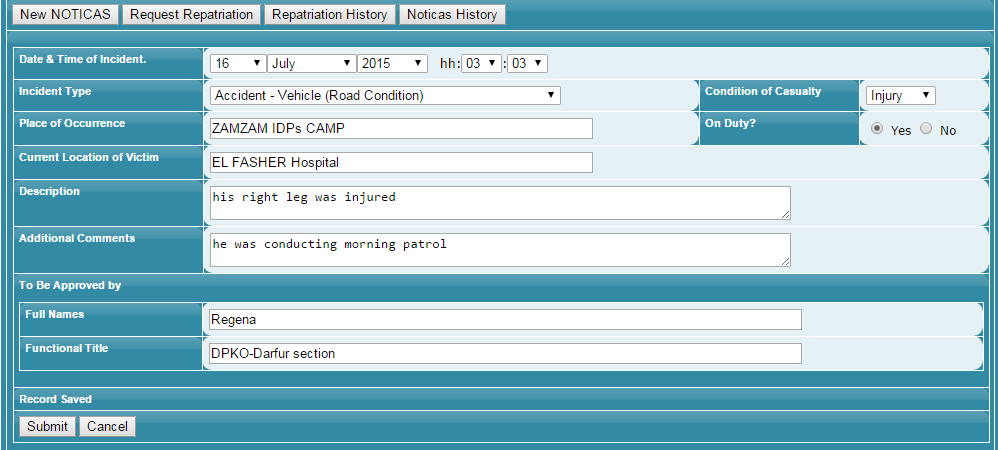 New NOTICAS Request Repatriation Repatriation History Noticas History
Date & Time of Incident. 16 July 2015 hh: 03 : 03
Incident Type Accident - Vehicle (Road Condition) Condition of Casualty Injury
Place of Occurrence ZAMZAM IDPs CAMP On Duty? Yes No
Current Location of Victim EL FASHER Hospital
Description his right leg was injured
Additional Comments he was conducting morning patrol
To Be Approved by
Full Names Regena
Functional Title DPKO-Darfur section
Record Saved
Submit Cancel